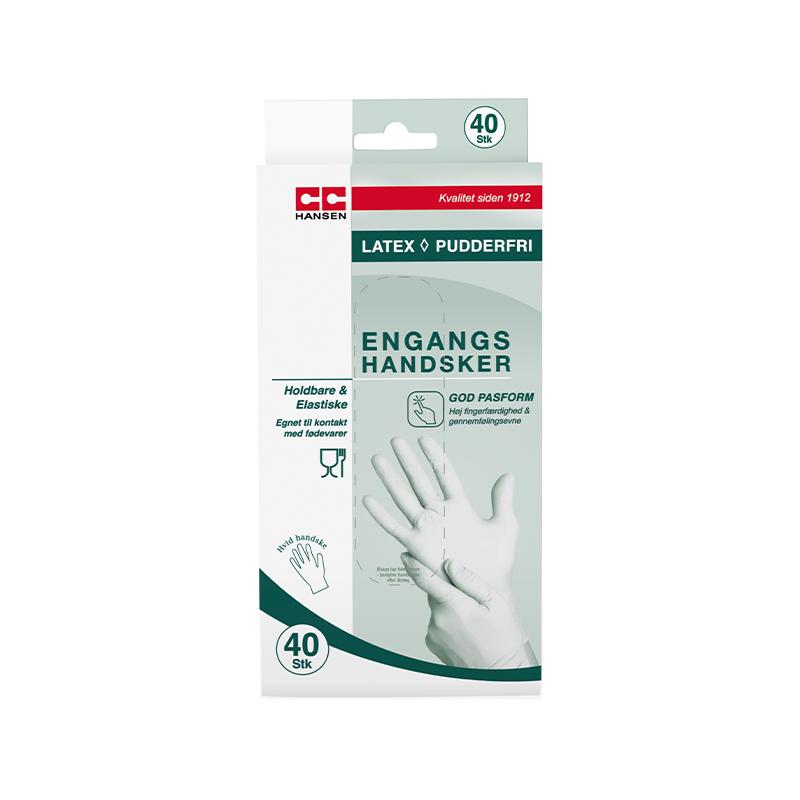 40
Stk
CC
HANSEN
Kvalitet siden 1912
LATEX ◊ PUDDERFRI
ENGANGS
HANDSKER
Holdbare &
Elastiske
Egnet til kontakt
med fødevarer
GOD PASFORM
Høj fingerfærdighed &
gennemfølingsevne
Hvid handske
40
Stk